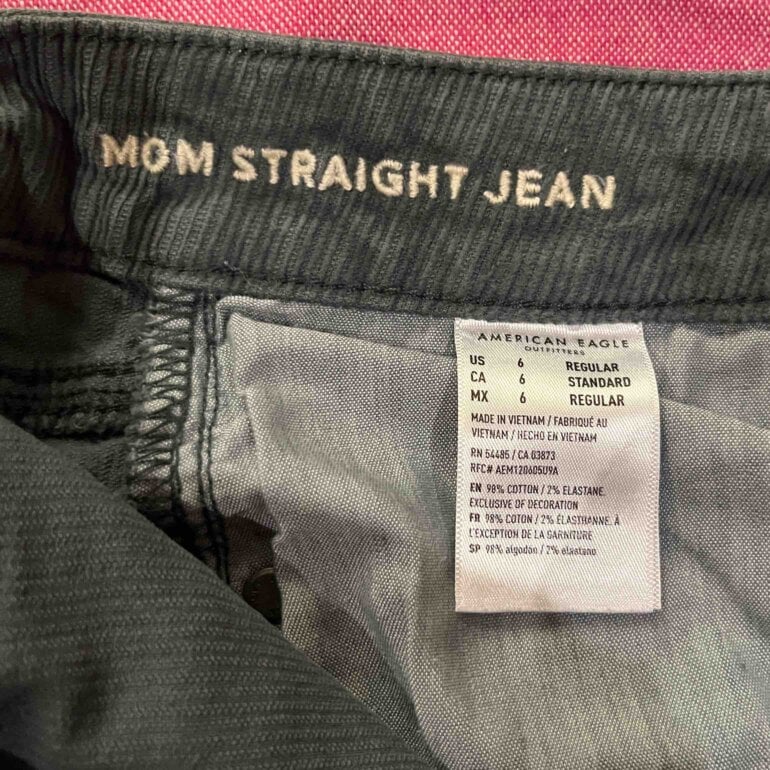 MOM STRAIGHT JEAN
AMERICAN EAGLE
OUTFITTERS
US 6 REGULAR
CA 6 STANDARD
MX 6 REGULAR
MADE IN VIETNAM / FABRIQUÉ AU
VIETNAM / HECHO EN VIETNAM
RN 54485 / CA 03873
RFC# AEM120605U9A
EN 98% COTTON / 2% ELASTANE.
EXCLUSIVE OF DECORATION
FR 98% COTON / 2% ÉLASTHANNE. À
L'EXCEPTION DE LA GARNITURE
SP 98% algodón / 2% elastano